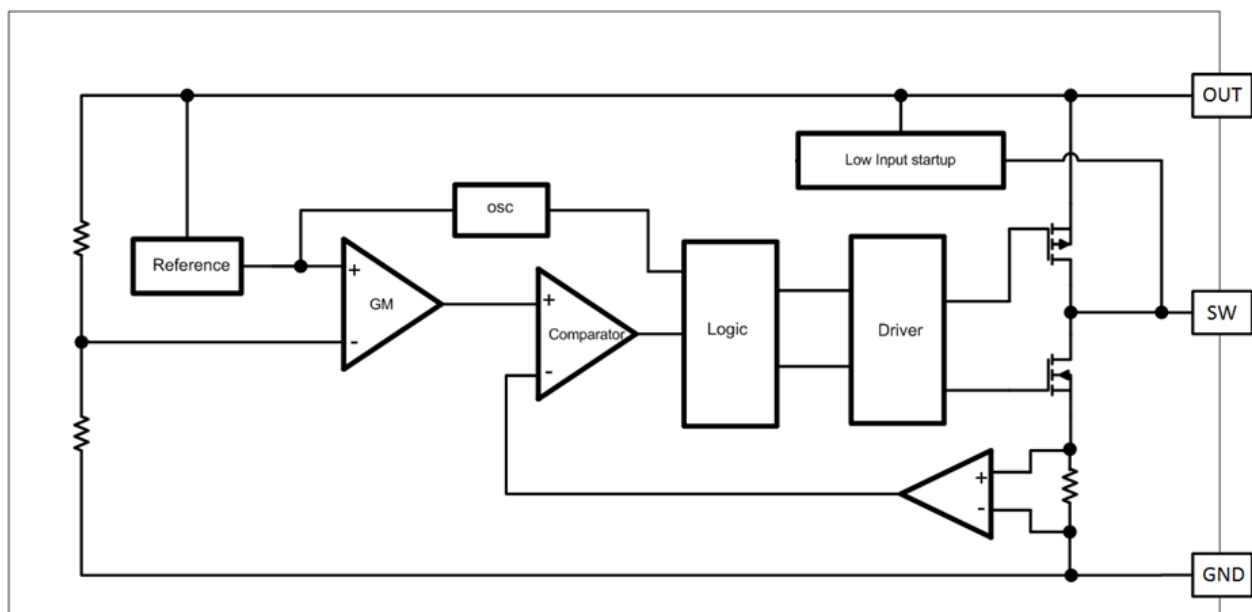 OUT
Low Input startup
osc
Reference
+
GM
-
+
Comparator
-
Logic
Driver
SW
+
-
GND